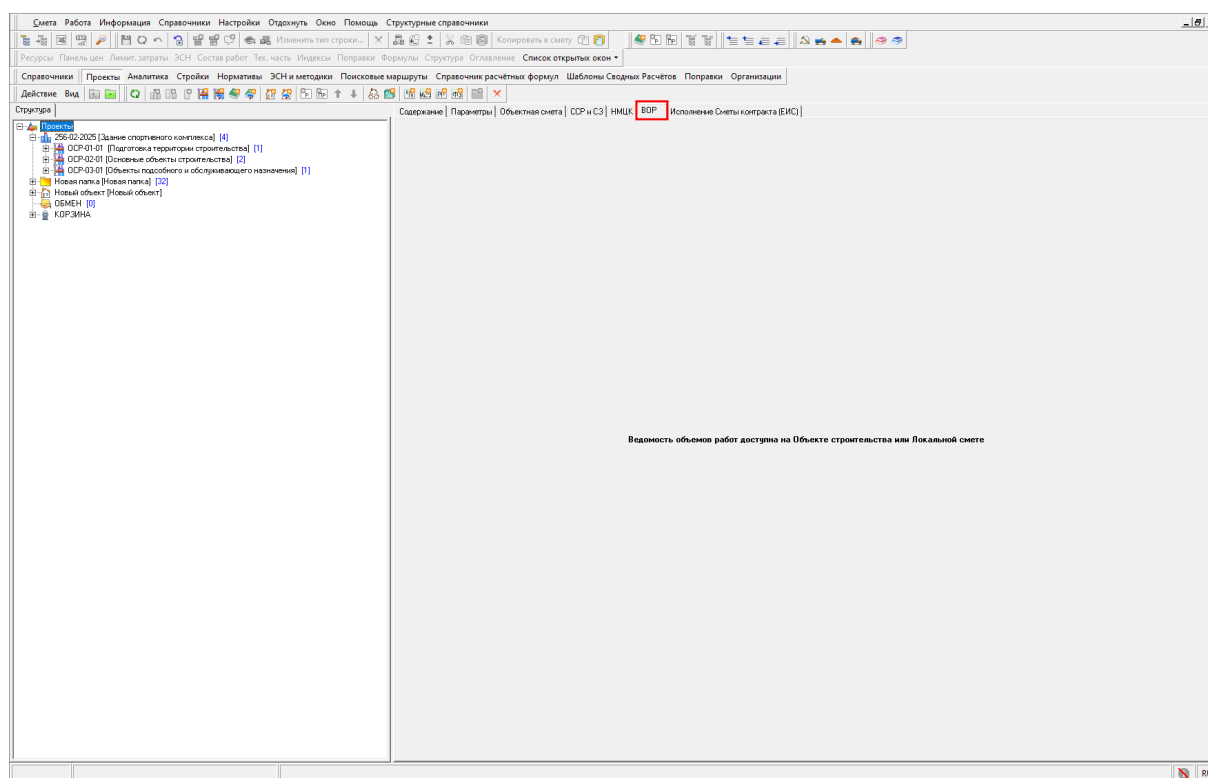 Смета Работа Информация Справочники Настройки Отдохнуть Окно Помощь Структурные справочники
Изменить тип строки... Копировать в смету
Ресурсы Панель цен Лимит. затраты ЭСН Состав работ Тех. часть Индексы Поправки Формулы Структура Оглавление Список открытых окон
Справочники Проекты Аналитика Стройки Нормативы ЭСН и методики Поисковые маршруты Справочник расчётных формул Шаблоны Сводных Расчётов Поправки Организации
Действие Вид
Структура
Содержание Параметры Объектная смета ССР и СЗ НМЦК ВОР Исполнение Сметы контракта (ЕИС)
Проекты
256-02-2025 [Здание спортивного комплекса] [4]
ОСР-01-01 [Подготовка территории строительства] [1]
ОСР-02-01 [Основные объекты строительства] [2]
ОСР-03-01 [Объекты подсобного и обслуживающего назначения] [1]
Новая папка [Новая папка] [32]
Новый объект [Новый объект]
ОБМЕН [0]
КОРЗИНА
Ведомость объемов работ доступна на Объекте строительства или Локальной смете